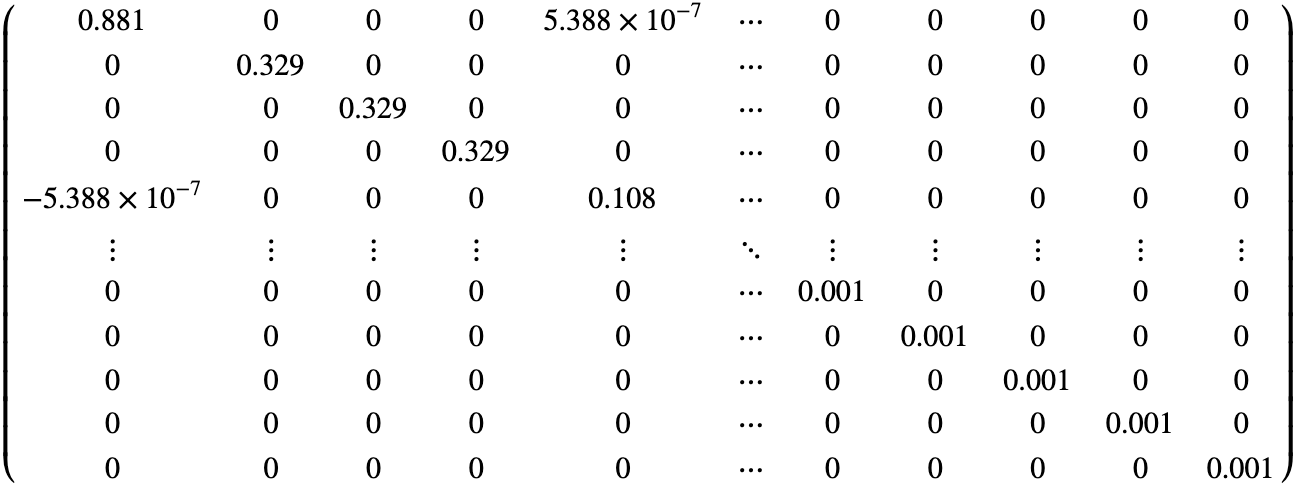 0.881 0 0 0 5.388 × 10⁻⁷ ⋯ 0 0 0 0 0
0 0.329 0 0 0 ⋯ 0 0 0 0 0
0 0 0.329 0 0 ⋯ 0 0 0 0 0
0 0 0 0.329 0 ⋯ 0 0 0 0 0
−5.388 × 10⁻⁷ 0 0 0 0.108 ⋯ 0 0 0 0 0
⋮ ⋮ ⋮ ⋮ ⋮ ⋱ ⋮ ⋮ ⋮ ⋮ ⋮
0 0 0 0 0 ⋯ 0.001 0 0 0 0
0 0 0 0 0 ⋯ 0 0.001 0 0 0
0 0 0 0 0 ⋯ 0 0 0.001 0 0
0 0 0 0 0 ⋯ 0 0 0 0.001 0
0 0 0 0 0 ⋯ 0 0 0 0 0.001